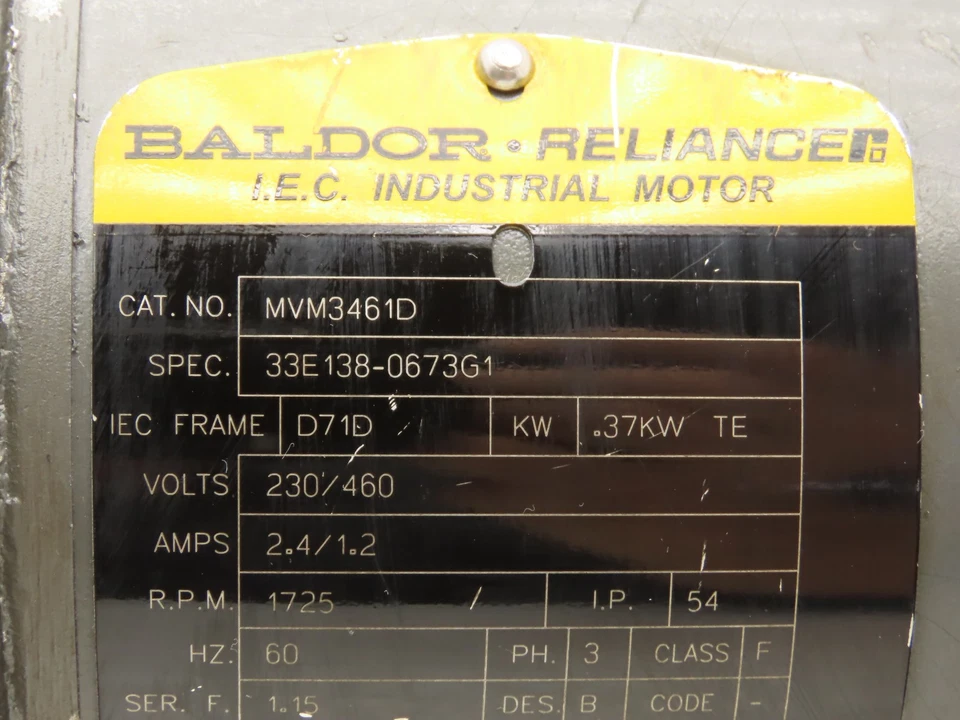 BALDOR • RELIANCER
I.E.C. INDUSTRIAL MOTOR
CAT. NO. MVM3461D
SPEC. 33E138-0673G1
IEC FRAME D71D KW .37KW TE
VOLTS 230/460
AMPS 2.4/1.2
R.P.M. 1725 / I.P. 54
HZ. 60 PH. 3 CLASS F
SER. F. 1.15 DES. B CODE -